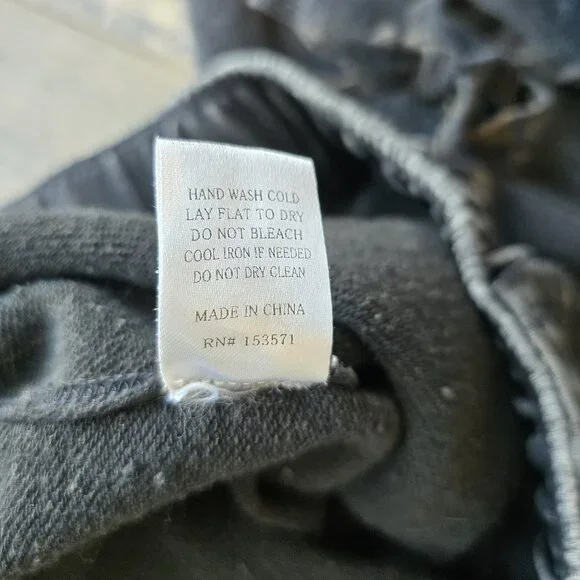 HAND WASH COLD
LAY FLAT TO DRY
DO NOT BLEACH
COOL IRON IF NEEDED
DO NOT DRY CLEAN
MADE IN CHINA
RN# 153571